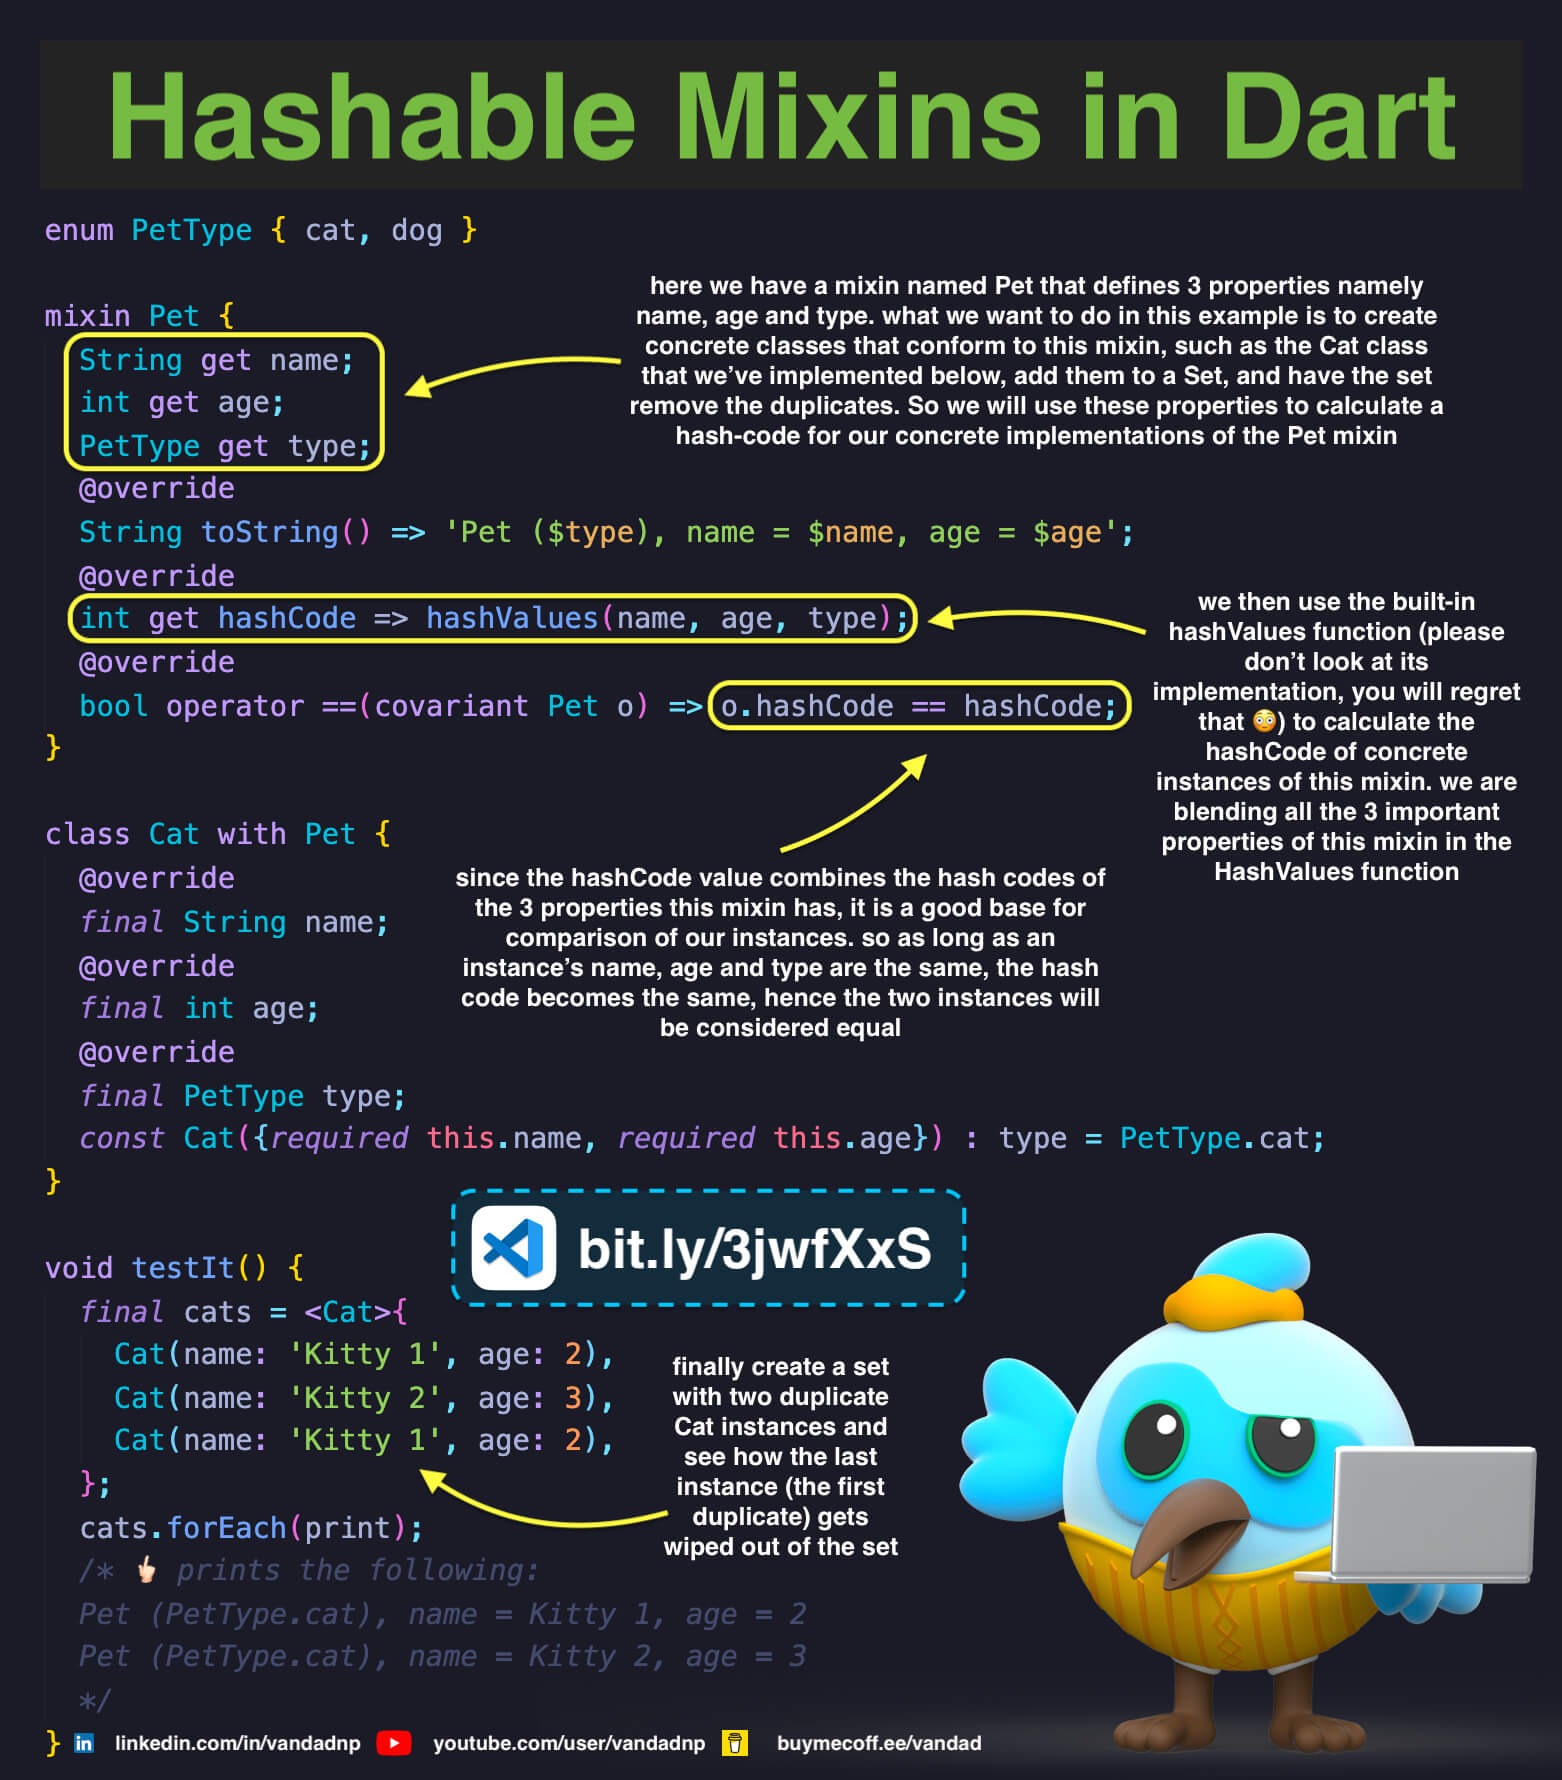 Hashable Mixins in Dart
enum PetType { cat, dog }
mixin Pet {
String get name;
int get age;
PetType get type;
here we have a mixin named Pet that defines 3 properties namely
name, age and type. what we want to do in this example is to create
concrete classes that conform to this mixin, such as the Cat class
that we've implemented below, add them to a Set, and have the set
remove the duplicates. So we will use these properties to calculate a
hash-code for our concrete implementations of the Pet mixin
@override
String toString() => 'Pet ($type), name = $name, age = $age';
@override
int get hashCode => hashValues(name, age, type);
@override
bool operator ==(covariant Pet o) => o.hashCode == hashCode;
}
we then use the built-in
hashValues function (please
don't look at its
implementation, you will regret
that 😳) to calculate the
hashCode of concrete
instances of this mixin. we are
blending all the 3 important
properties of this mixin in the
HashValues function
class Cat with Pet {
@override
final String name;
@override
final int age;
@override
final PetType type;
const Cat({required this.name, required this.age}) : type = PetType.cat;
}
since the hashCode value combines the hash codes of
the 3 properties this mixin has, it is a good base for
comparison of our instances. so as long as an
instance's name, age and type are the same, the hash
code becomes the same, hence the two instances will
be considered equal
bit.ly/3jwfXxS
void testIt() {
final cats = <Cat>{
Cat(name: 'Kitty 1', age: 2),
Cat(name: 'Kitty 2', age: 3),
Cat(name: 'Kitty 1', age: 2),
};
cats.forEach(print);
/* 👆🏻 prints the following:
Pet (PetType.cat), name = Kitty 1, age = 2
Pet (PetType.cat), name = Kitty 2, age = 3
*/
}
finally create a set
with two duplicate
Cat instances and
see how the last
instance (the first
duplicate) gets
wiped out of the set
linkedin.com/in/vandadnp
youtube.com/user/vandadnp
buymecoff.ee/vandad